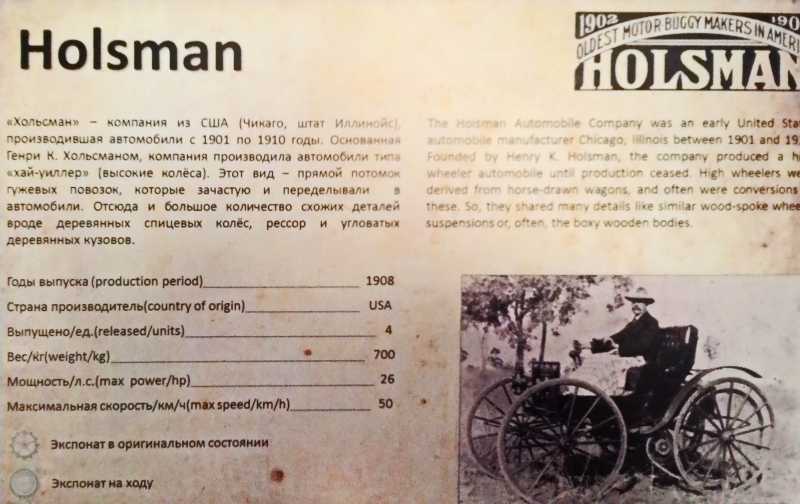 Holsman
1902
OLDEST MOTOR BUGGY MAKERS IN
HOLSMAN
«Хольсман» – компания из США (Чикаго, штат Иллинойс),
производившая автомобили с 1901 по 1910 годы. Основанная
Генри К. Хольсманом, компания производила автомобили типа
«хай-уиллер» (высокие колёса). Этот вид – прямой потомок
гужевых повозок, которые зачастую и переделывали в
автомобили. Отсюда и большое количество схожих деталей
вроде деревянных спицевых колёс, рессор и угловатых
деревянных кузовов.
The Holsman Automobile Company was an early United
automobile manufacturer Chicago, Illinois between 1901 and
Founded by Henry K. Holsman, the company produced a
wheeler automobile until production ceased. High wheelers
derived from horse-drawn wagons, and often were conversions
these. So, they shared many details like similar wood-spoke
suspensions or, often, the boxy wooden bodies.
Годы выпуска (production period) 1908
Страна производитель(country of origin) USA
Выпущено/ед.(released/units) 4
Вес/кг(weight/kg) 700
Мощность/л.с.(max power/hp) 26
Максимальная скорость/км/ч(max speed/km/h) 50
Экспонат в оригинальном состоянии
Экспонат на ходу